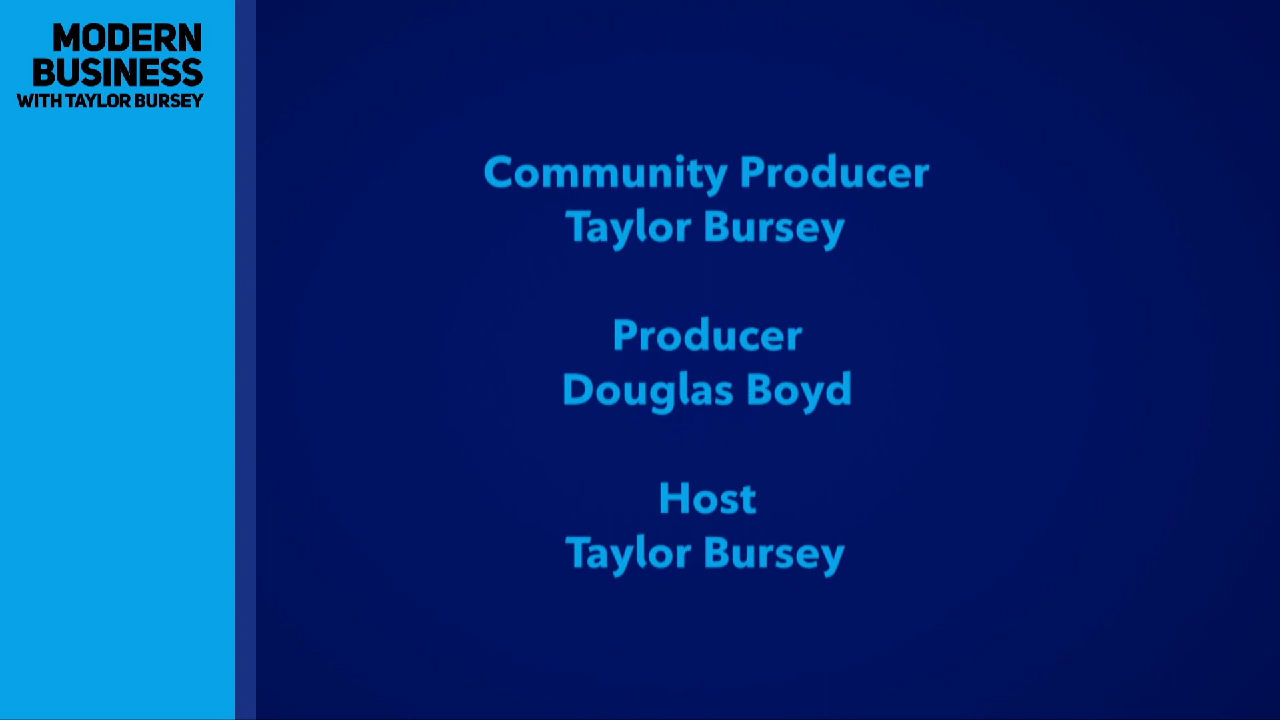 MODERN
BUSINESS
WITH TAYLOR BURSEY
Community Producer
Taylor Bursey
Producer
Douglas Boyd
Host
Taylor Bursey